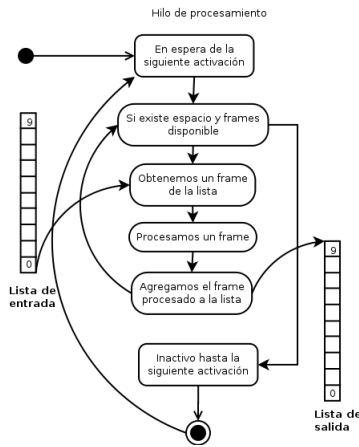 Hilo de procesamiento
En espera de la
siguiente activación
Si existe espacio y frames
disponible
9
Obtenemos un frame
de la lista
Procesamos un frame
0
Lista de
entrada
Agregamos el frame
procesado a la lista
9
Inactivo hasta la
siguiente activación
0
Lista de
salida